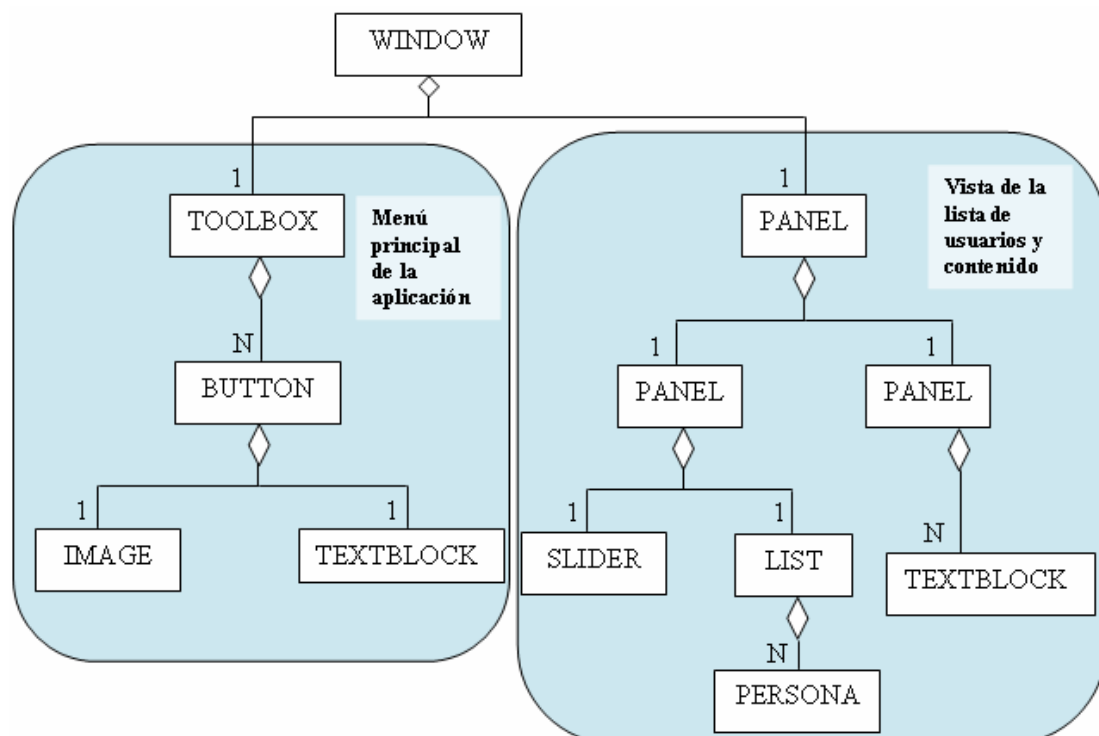 WINDOW
1
TOOLBOX
Menú
principal
de la
aplicación
N
BUTTON
1
1
IMAGE
TEXTBLOCK
1
PANEL
Vista de la
lista de
usuarios y
contenido
1
1
PANEL
PANEL
1
1
N
SLIDER
LIST
TEXTBLOCK
N
PERSONA